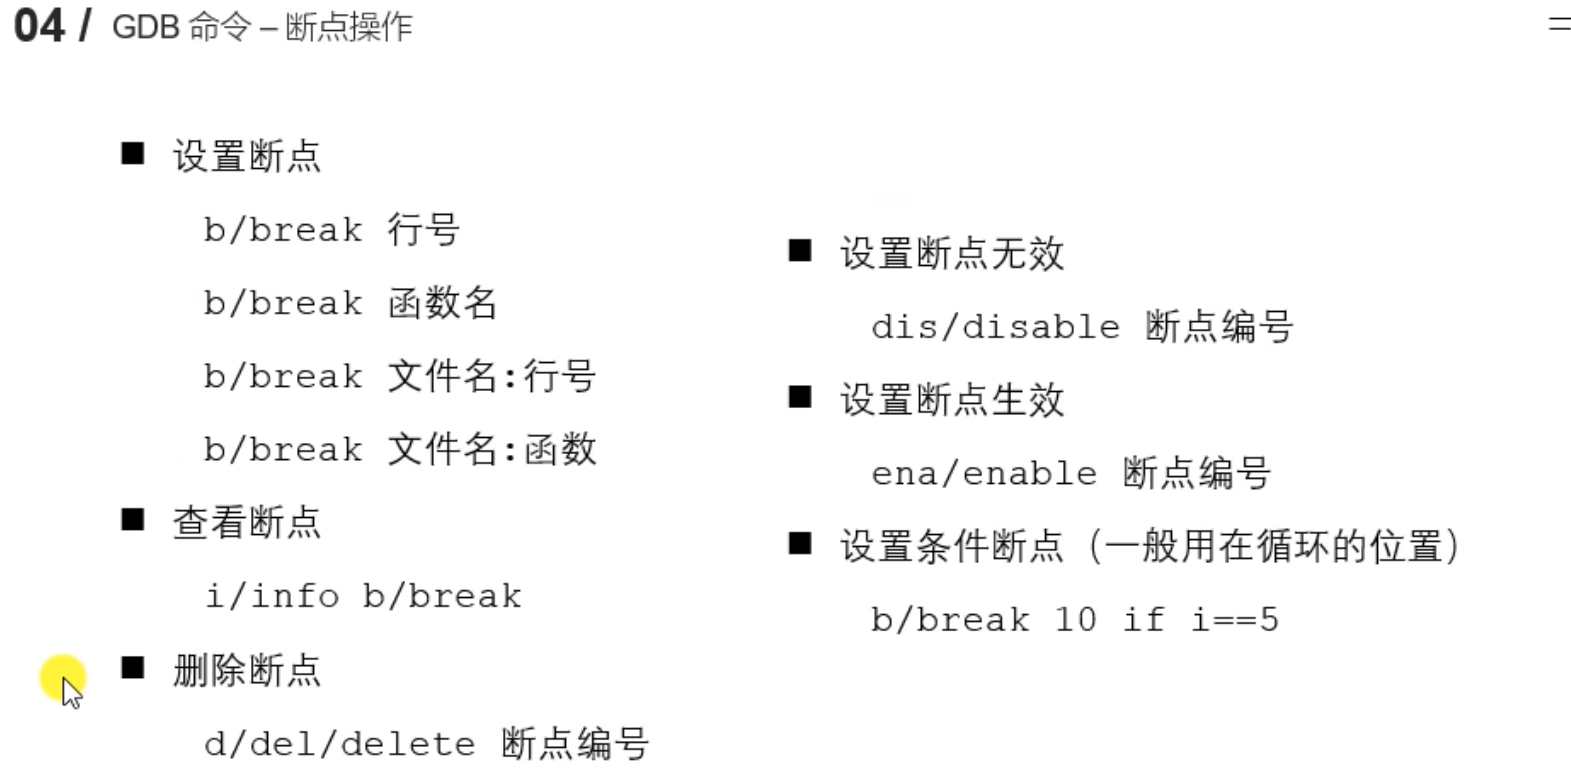 04 / GDB 命令 – 断点操作
设置断点
b/break 行号
b/break 函数名
b/break 文件名:行号
b/break 文件名:函数
查看断点
i/info b/break
删除断点
d/del/delete 断点编号
设置断点无效
dis/disable 断点编号
设置断点生效
ena/enable 断点编号
设置条件断点（一般用在循环的位置）
b/break 10 if i==5